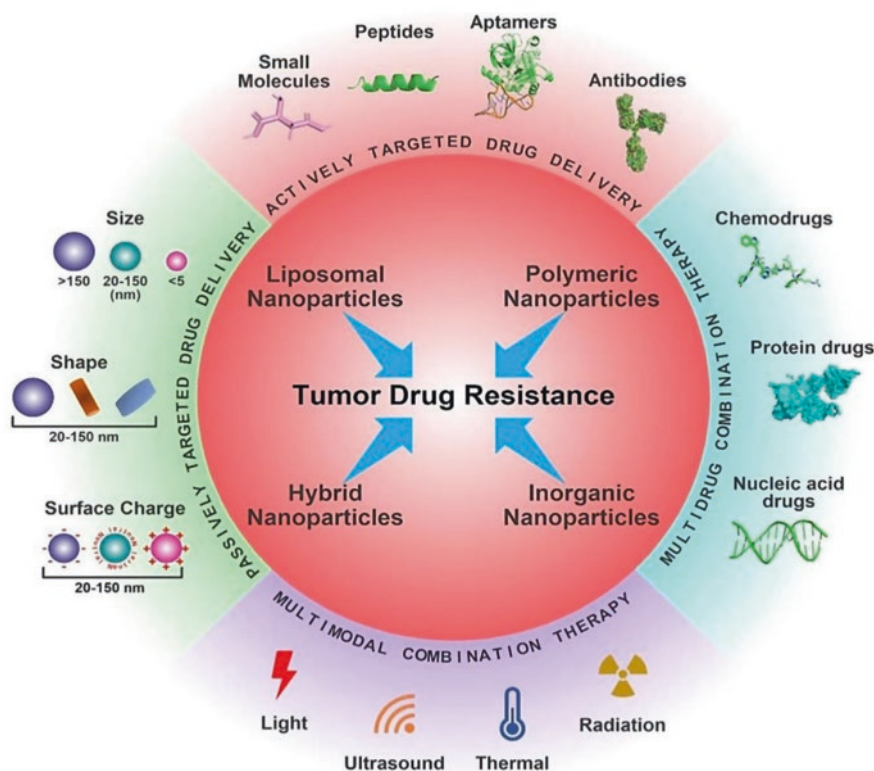 Peptides
Aptamers
Small
Molecules
Antibodies
ACTIVELY TARGETED DRUG DELIVERY
Size
>150
20-150
(nm)
<5
Shape
20-150 nm
Surface Charge
Neutral Neutral
20-150 nm
PASSIVELY TARGETED DRUG DELIVERY
Liposomal
Nanoparticles
Polymeric
Nanoparticles
Tumor Drug Resistance
Hybrid
Nanoparticles
Inorganic
Nanoparticles
MULTIDRUG COMBINATION THERAPY
Chemodrugs
Protein drugs
Nucleic acid
drugs
MULTIMODAL COMBINATION THERAPY
Light
Ultrasound
Thermal
Radiation